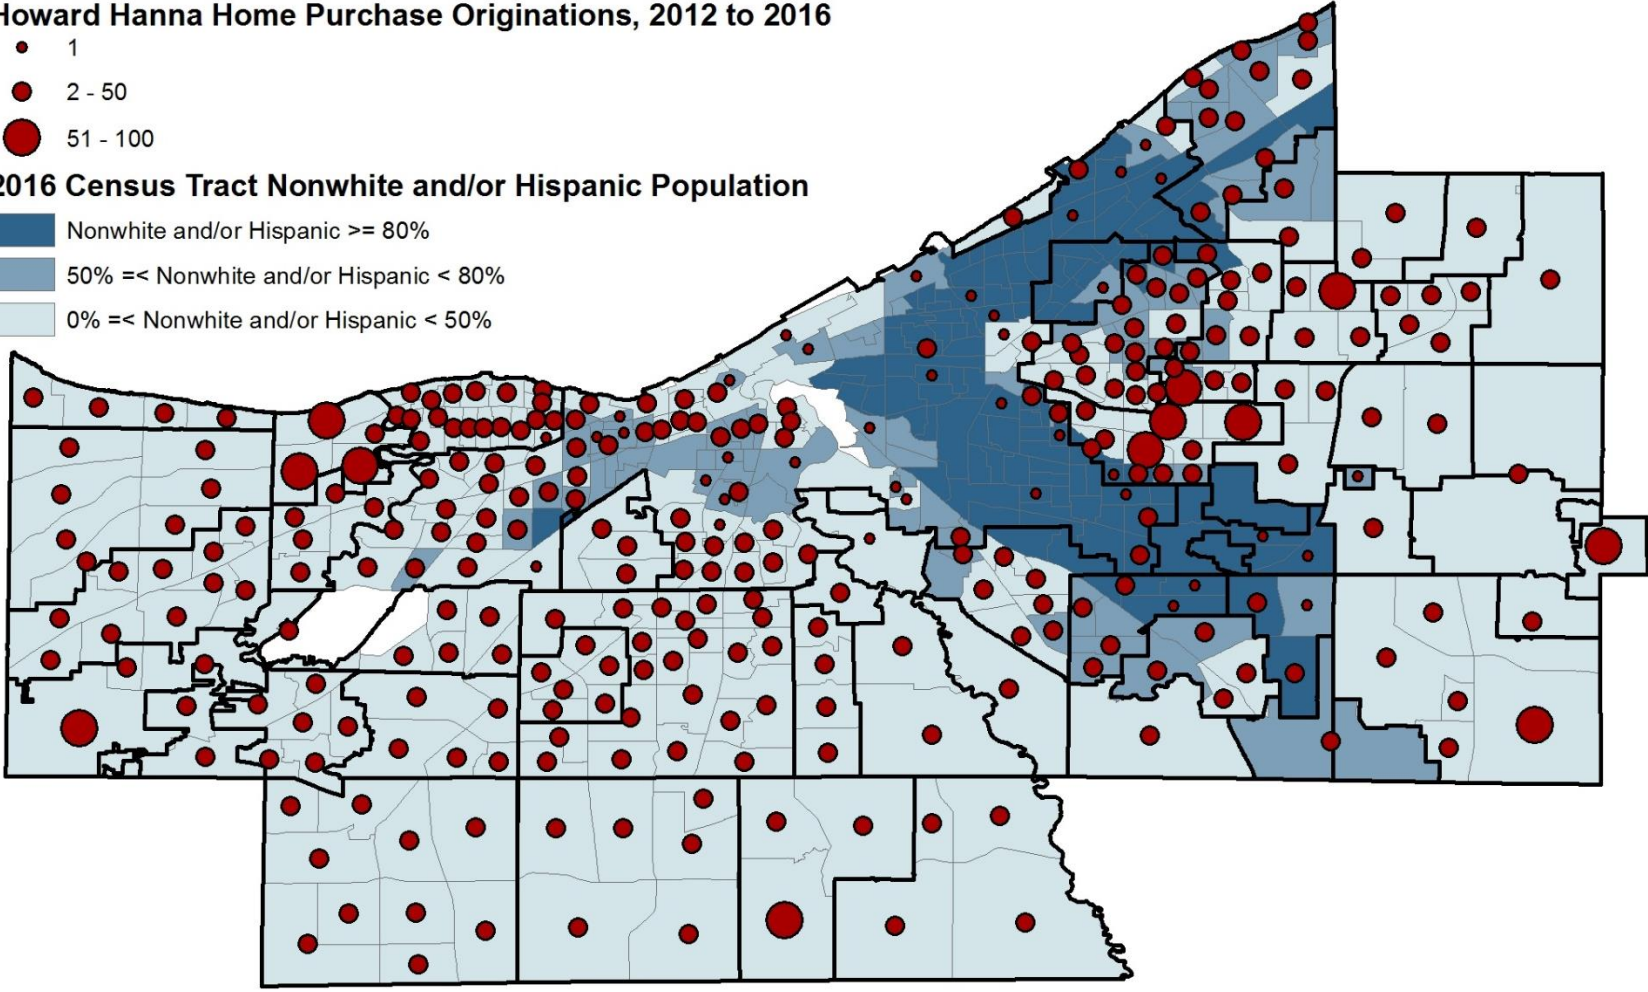 Howard Hanna Home Purchase Originations, 2012 to 2016
1
2 - 50
51 - 100
2016 Census Tract Nonwhite and/or Hispanic Population
Nonwhite and/or Hispanic >= 80%
50% =< Nonwhite and/or Hispanic < 80%
0% =< Nonwhite and/or Hispanic < 50%